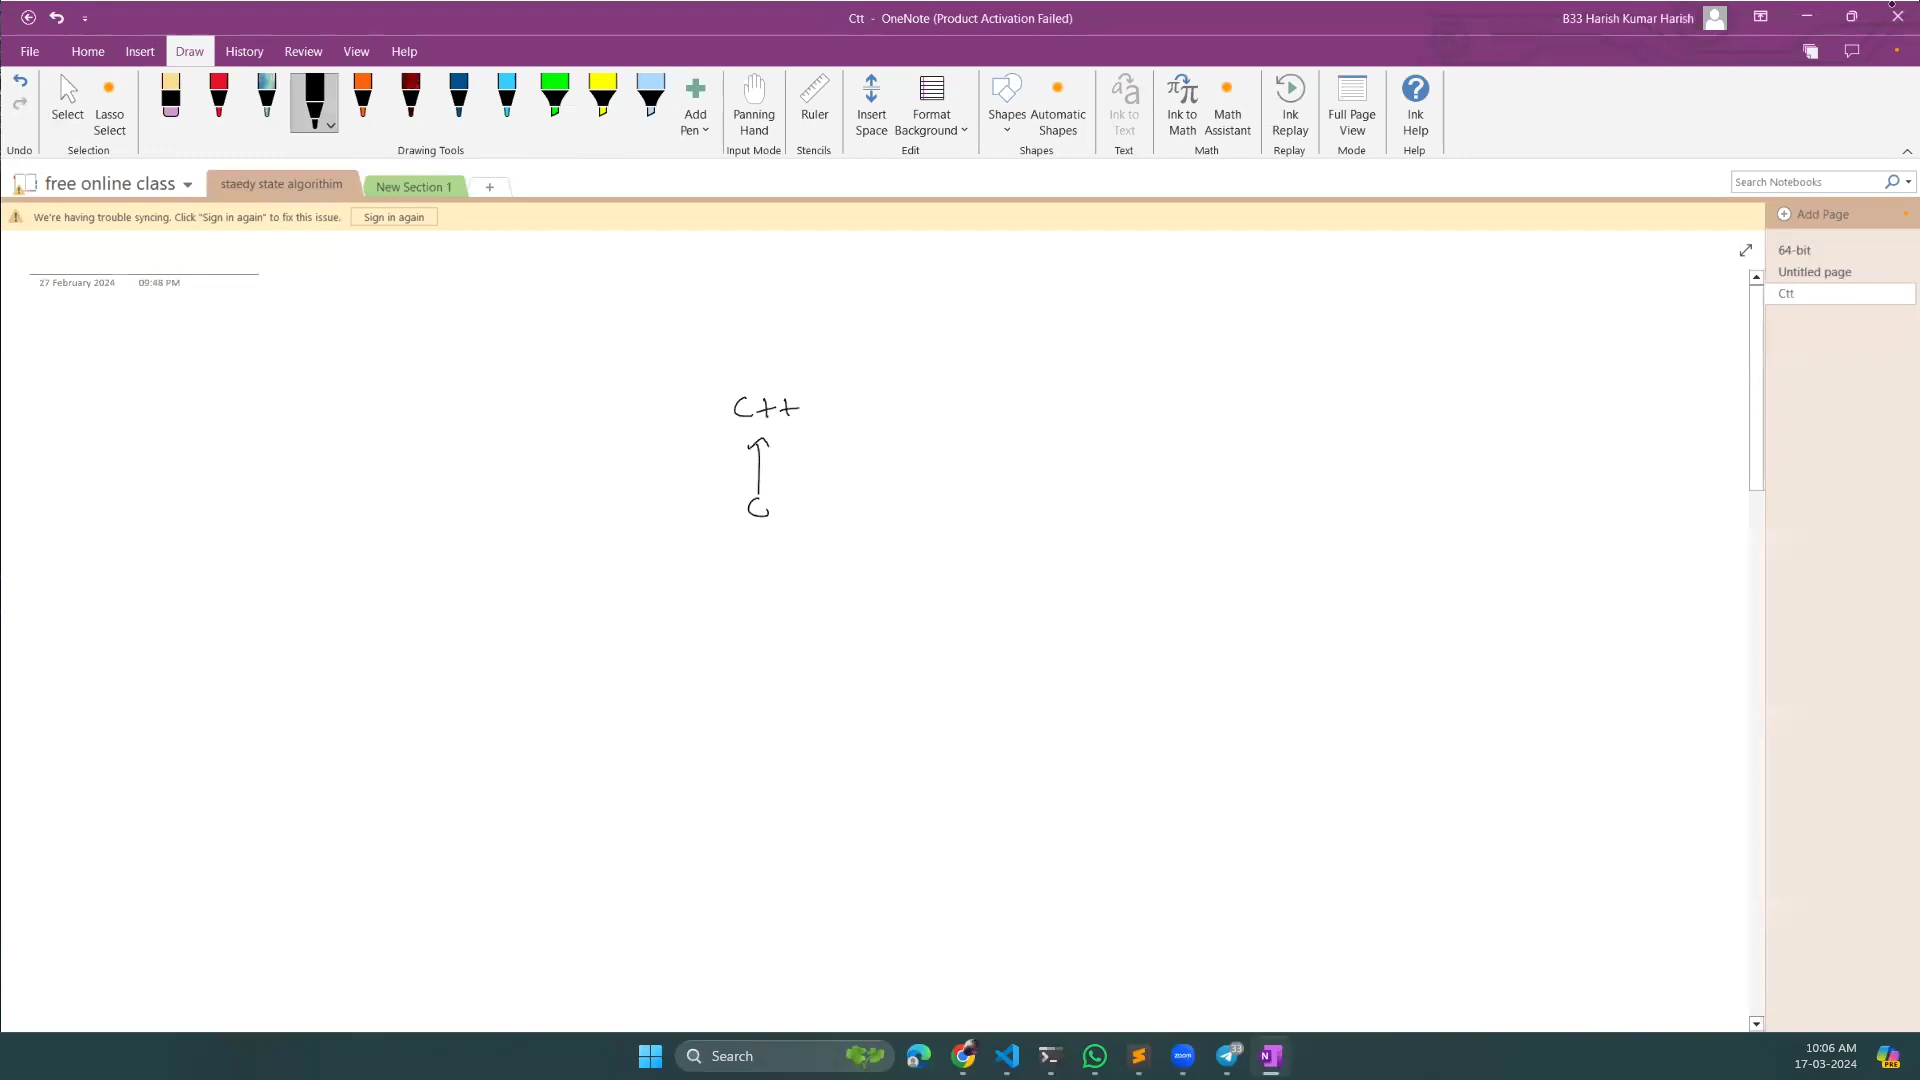 Ctt - OneNote (Product Activation Failed)
B33 Harish Kumar Harish
File Home Insert Draw History Review View Help
Select
Lasso Select
Add Pen
Panning Hand
Ruler
Insert Space
Format Background
Shapes
Automatic Shapes
Ink to Text
Ink to Math
Math Assistant
Ink Replay
Full Page View
Ink Help
Undo Selection Drawing Tools Input Mode Stencils Edit Shapes Text Math Replay Mode Help
free online class
staedy state algorithim
New Section 1
Search Notebooks
We're having trouble syncing. Click "Sign in again" to fix this issue.
Sign in again
Add Page
64-bit
Untitled page
Ctt
27 February 2024 09:48 PM
C++
C
Search
zoom
33
10:06 AM
17-03-2024
PRE